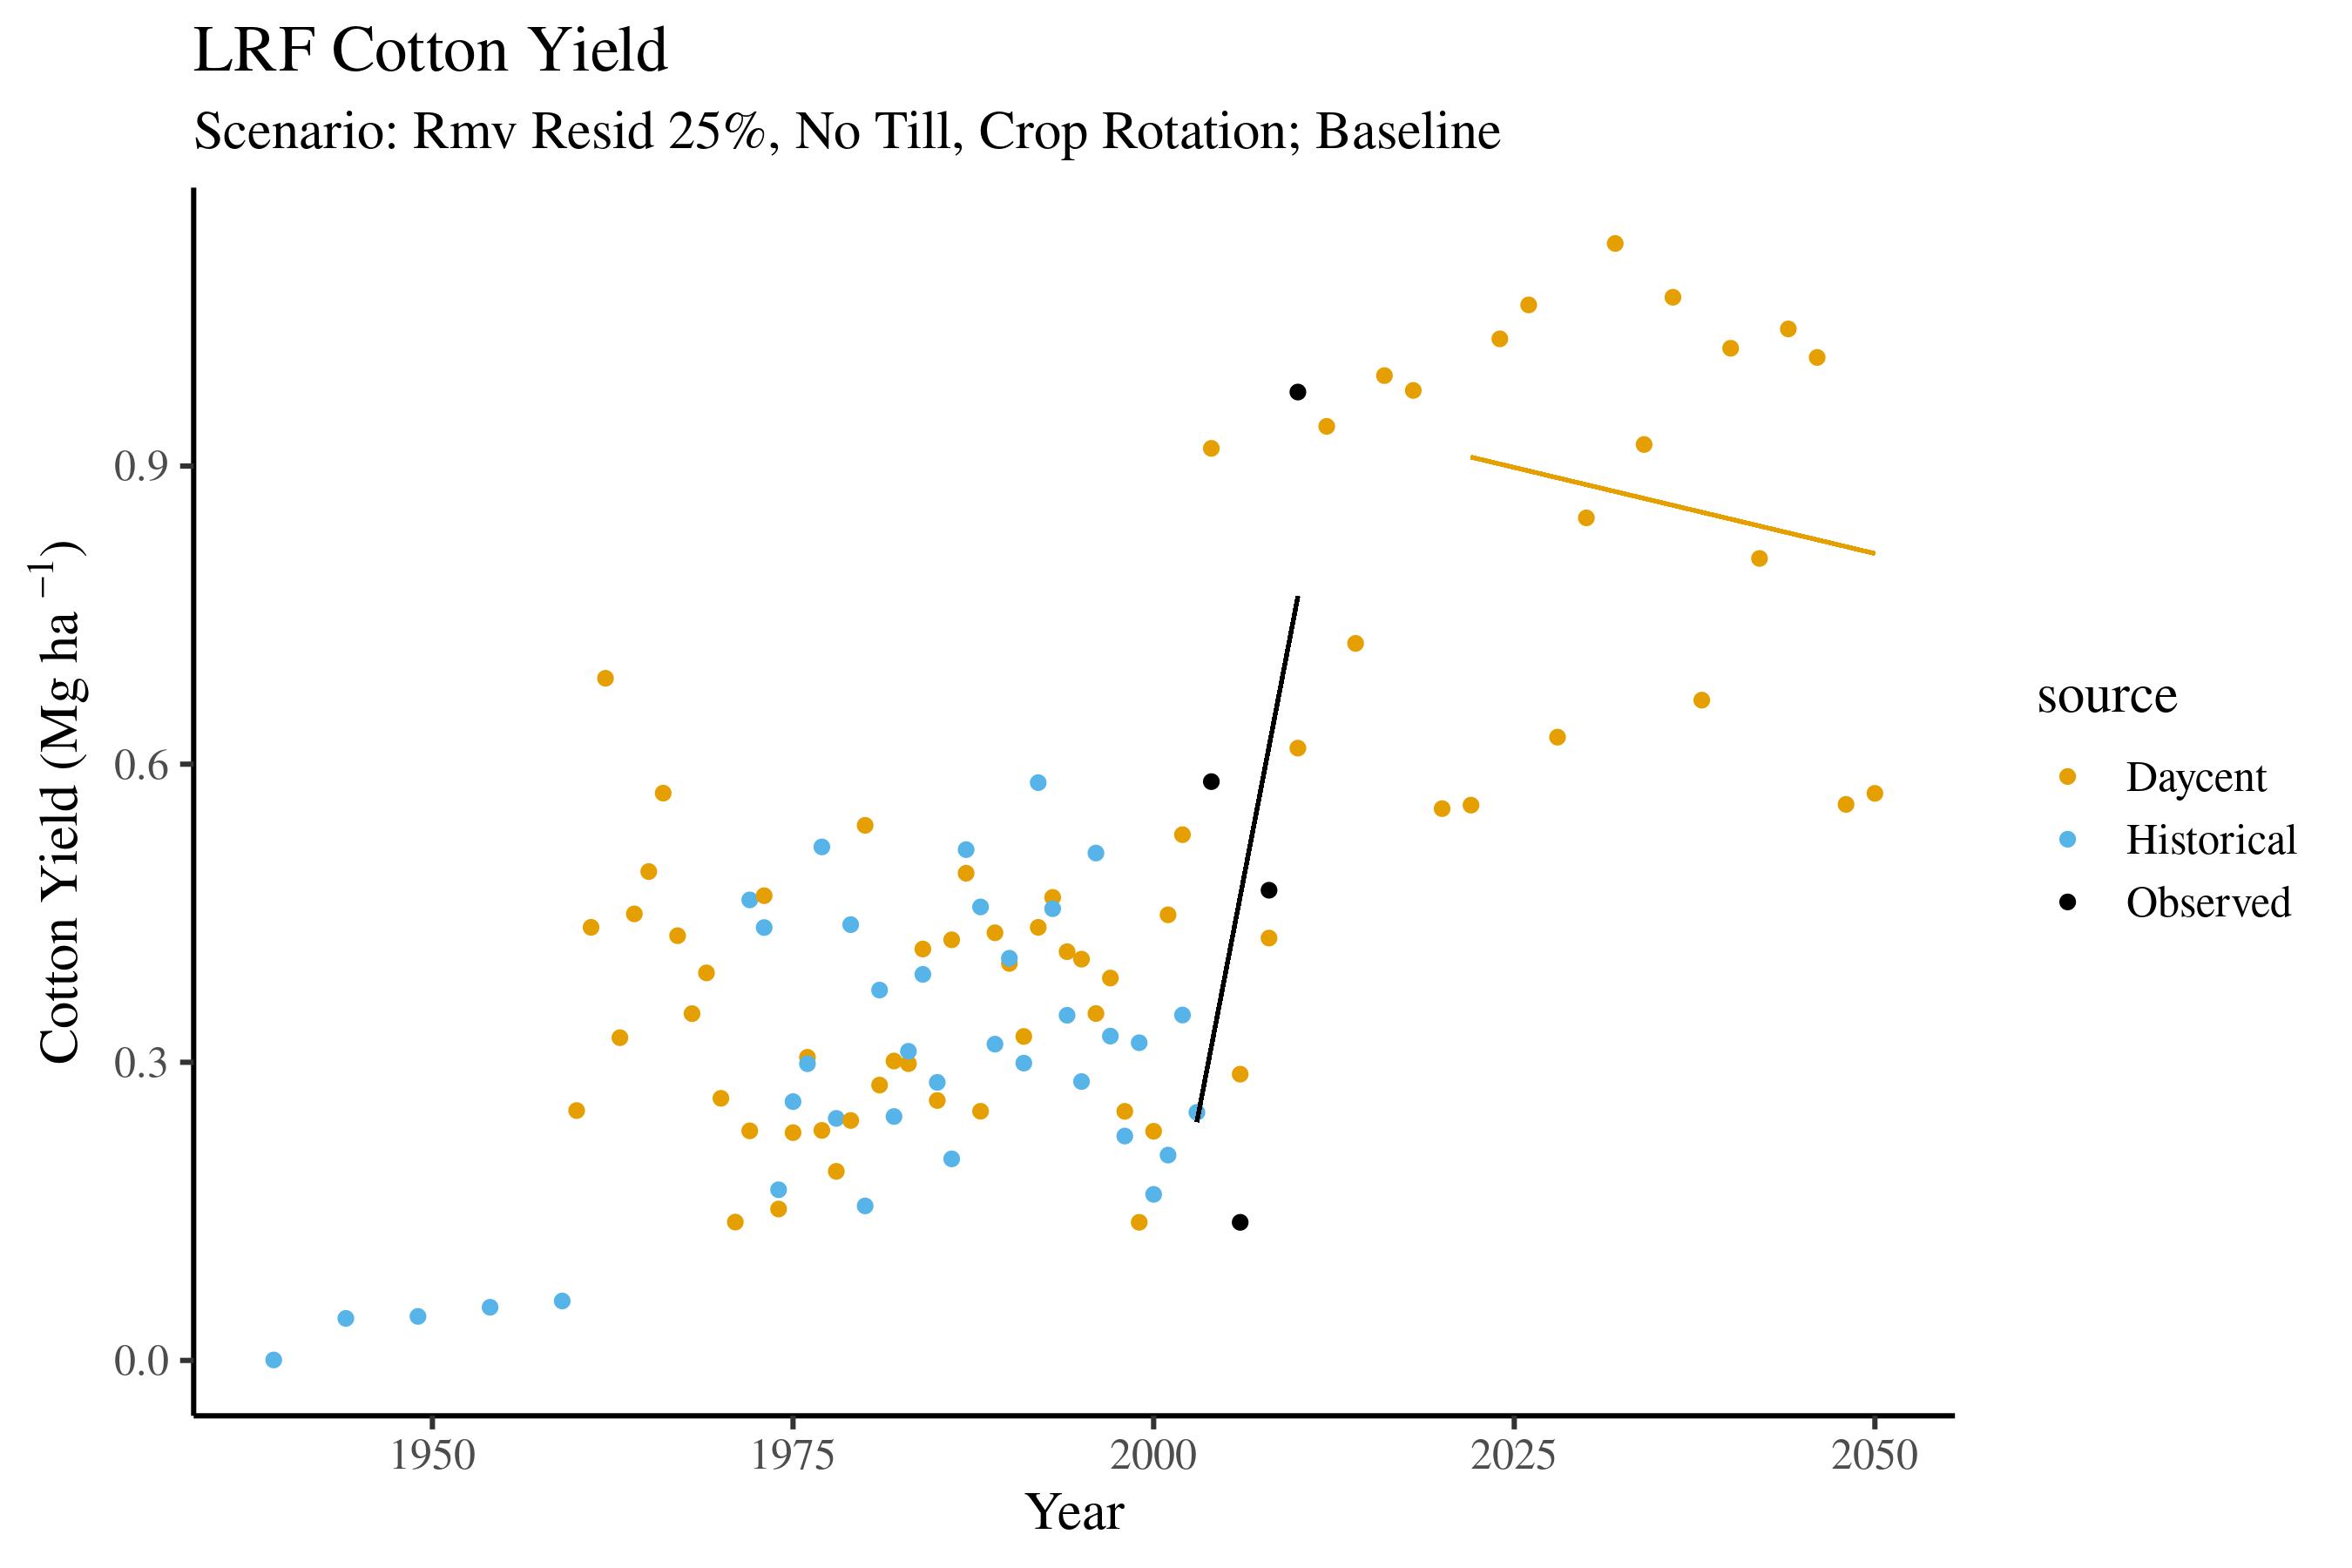 LRF Cotton Yield
Scenario: Rmv Resid 25%, No Till, Crop Rotation; Baseline
Cotton Yield (Mg ha⁻¹)
0.9
0.6
0.3
0.0
1950 1975 2000 2025 2050
Year
source
Daycent
Historical
Observed